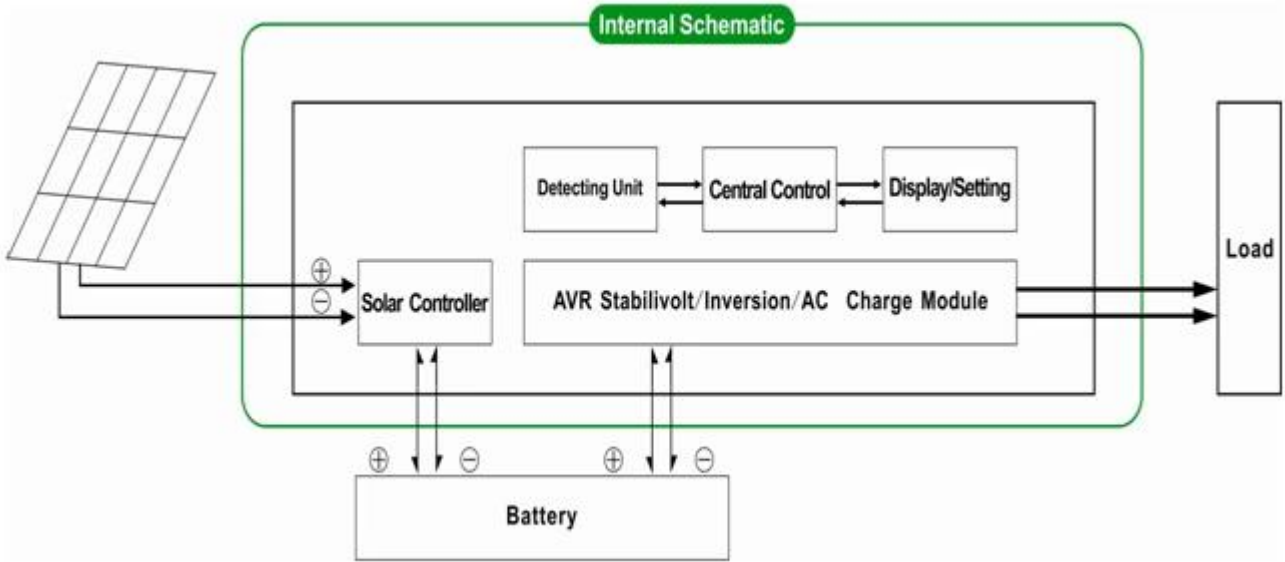 Internal Schematic
Detecting Unit
Central Control
Display/Setting
Load
⊕
⊖
Solar Controller
AVR Stabilivolt/Inversion/AC Charge Module
⊕ ⊖ ⊕ ⊖
Battery